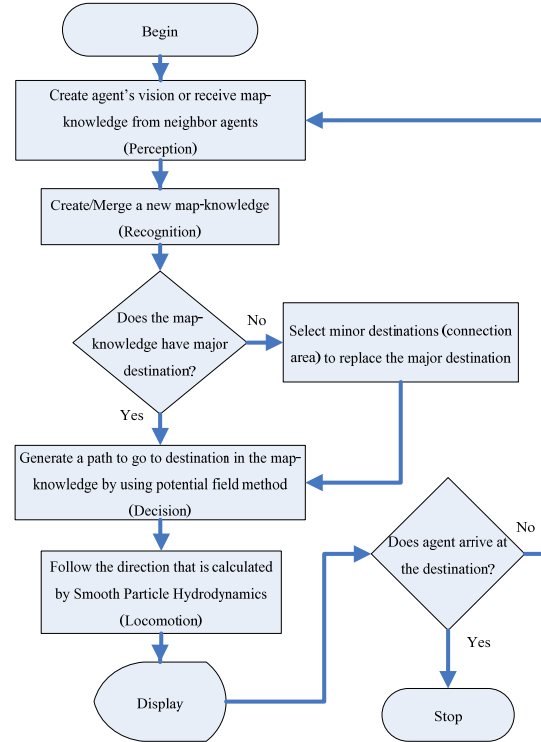 Begin
Create agent's vision or receive map-
knowledge from neighbor agents
(Perception)
Create/Merge a new map-knowledge
(Recognition)
Does the map-
knowledge have major
destination?
No
Select minor destinations (connection
area) to replace the major destination
Yes
Generate a path to go to destination in the map-
knowledge by using potential field method
(Decision)
Follow the direction that is calculated
by Smooth Particle Hydrodynamics
(Locomotion)
Display
Does agent arrive at
the destination?
No
Yes
Stop